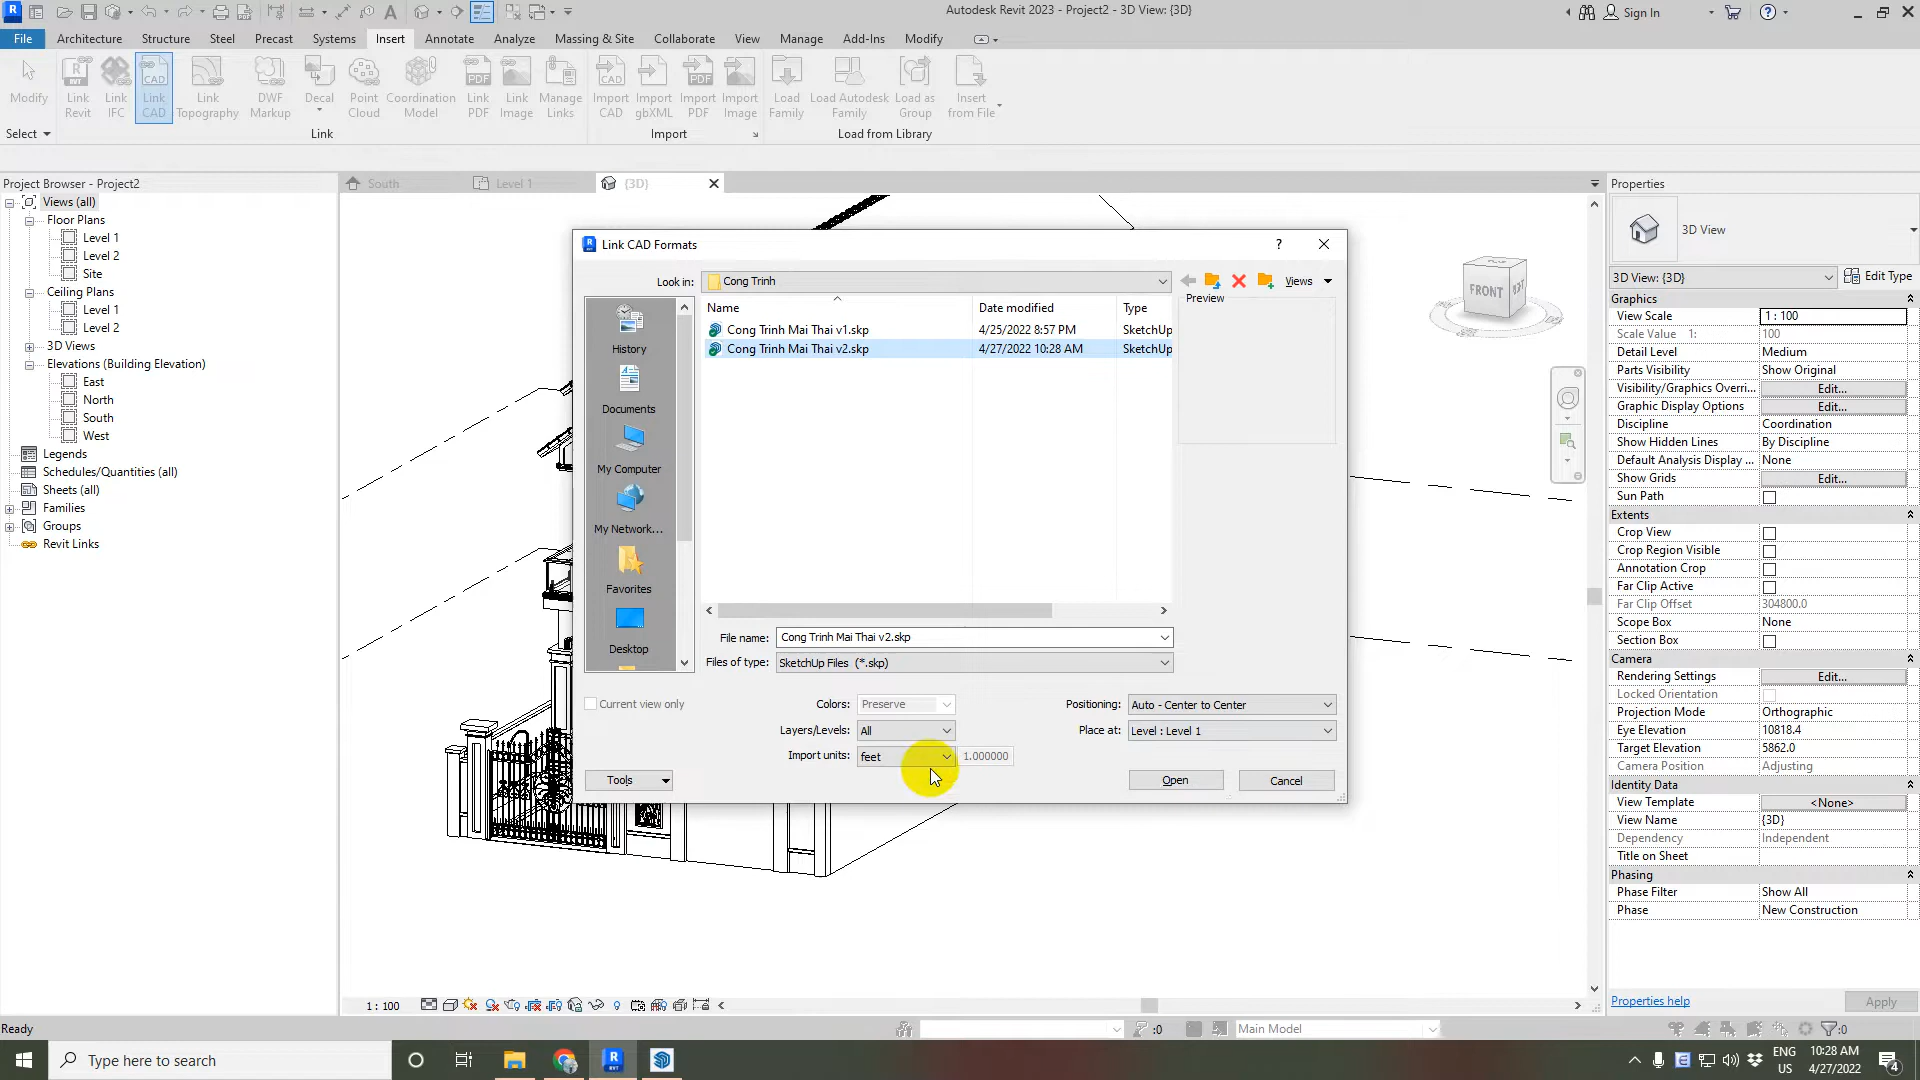 Autodesk Revit 2023 - Project2 - 3D View: {3D}
Sign In
File Architecture Structure Steel Precast Systems Insert Annotate Analyze Massing & Site Collaborate View Manage Add-Ins Modify
Modify
Link Revit
Link IFC
Link CAD
Link Topography
DWF Markup
Decal
Point Cloud
Coordination Model
Link PDF
Link Image
Manage Links
Import CAD
Import gbXML
Import PDF
Import Image
Load Family
Load Autodesk Family
Load as Group
Insert from File
Select
Link
Import
Load from Library
Project Browser - Project2
Views (all)
Floor Plans
Level 1
Level 2
Site
Ceiling Plans
Level 1
Level 2
3D Views
Elevations (Building Elevation)
East
North
South
West
Legends
Schedules/Quantities (all)
Sheets (all)
Families
Groups
Revit Links
South
Level 1
{3D}
Link CAD Formats
Look in: Cong Trinh
Views
Name Date modified Type
Cong Trinh Mai Thai v1.skp 4/25/2022 8:57 PM SketchUp
Cong Trinh Mai Thai v2.skp 4/27/2022 10:28 AM SketchUp
Preview
History
Documents
My Computer
My Network...
Favorites
Desktop
File name: Cong Trinh Mai Thai v2.skp
Files of type: SketchUp Files (*.skp)
Current view only
Colors: Preserve
Layers/Levels: All
Import units: feet 1.000000
Positioning: Auto - Center to Center
Place at: Level : Level 1
Tools
Open
Cancel
FRONT
Properties
3D View
3D View: {3D} Edit Type
Graphics
View Scale 1 : 100
Scale Value 1: 100
Detail Level Medium
Parts Visibility Show Original
Visibility/Graphics Overri... Edit...
Graphic Display Options Edit...
Discipline Coordination
Show Hidden Lines By Discipline
Default Analysis Display ... None
Show Grids Edit...
Sun Path
Extents
Crop View
Crop Region Visible
Annotation Crop
Far Clip Active
Far Clip Offset 304800.0
Scope Box None
Section Box
Camera
Rendering Settings Edit...
Locked Orientation
Projection Mode Orthographic
Eye Elevation 10818.4
Target Elevation 5862.0
Camera Position Adjusting
Identity Data
View Template <None>
View Name {3D}
Dependency Independent
Title on Sheet
Phasing
Phase Filter Show All
Phase New Construction
Properties help
Apply
1 : 100
Ready
:0
Main Model
:0
Type here to search
ENG
US
10:28 AM
4/27/2022
4